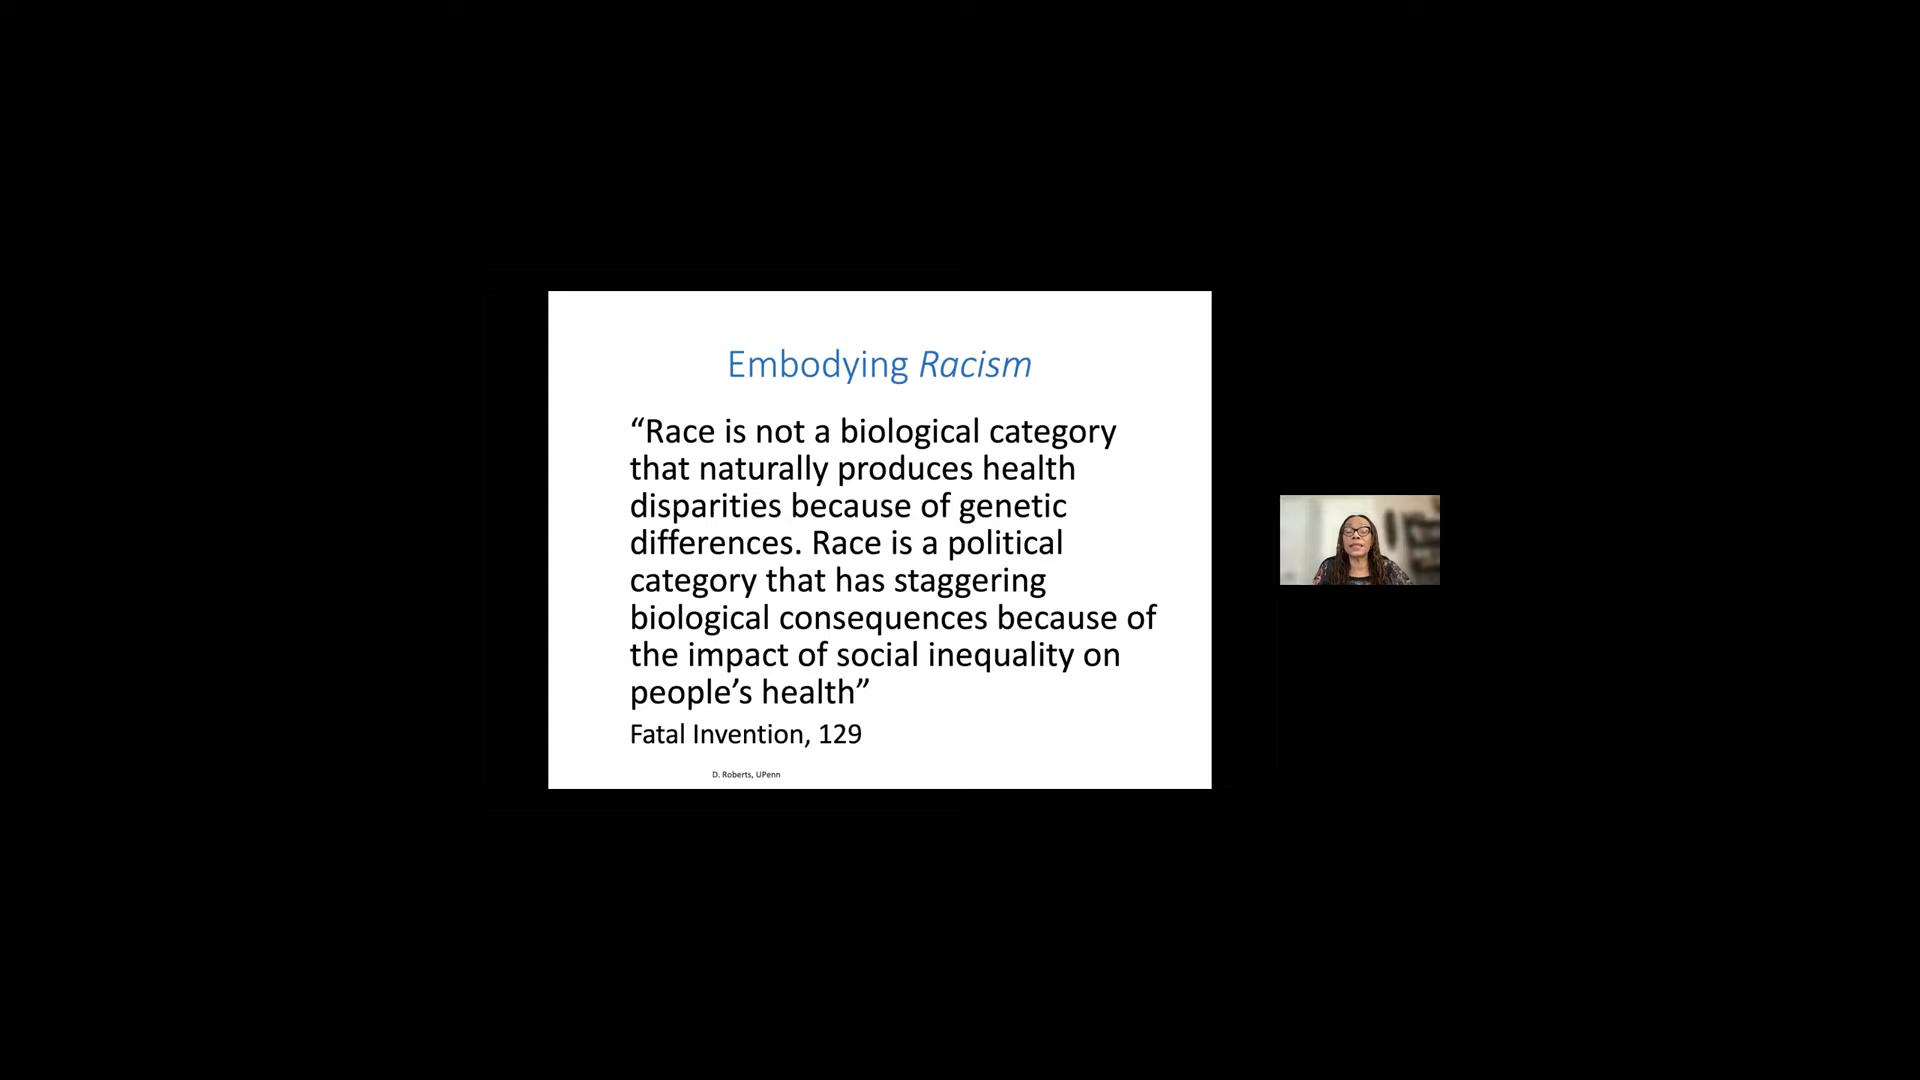 Embodying Racism
“Race is not a biological category
that naturally produces health
disparities because of genetic
differences. Race is a political
category that has staggering
biological consequences because of
the impact of social inequality on
people’s health”
Fatal Invention, 129
D. Roberts, UPenn